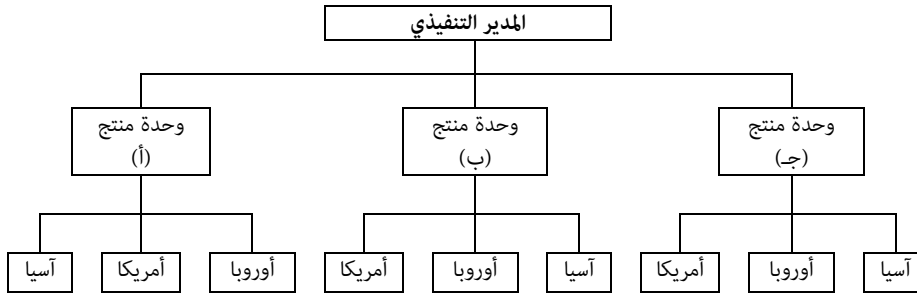 المدير التنفيذي
وحدة منتج
(جـ)
وحدة منتج
(ب)
وحدة منتج
(أ)
آسيا
أوروبا
أمريكا
آسيا
أوروبا
أمريكا
أوروبا
أمريكا
آسيا